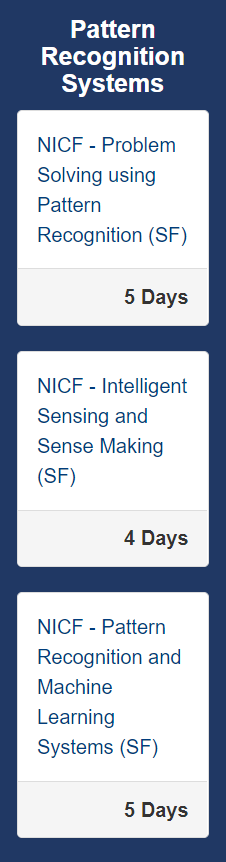 Pattern
Recognition
Systems
NICF - Problem
Solving using
Pattern
Recognition (SF)
5 Days
NICF - Intelligent
Sensing and
Sense Making
(SF)
4 Days
NICF - Pattern
Recognition and
Machine
Learning
Systems (SF)
5 Days